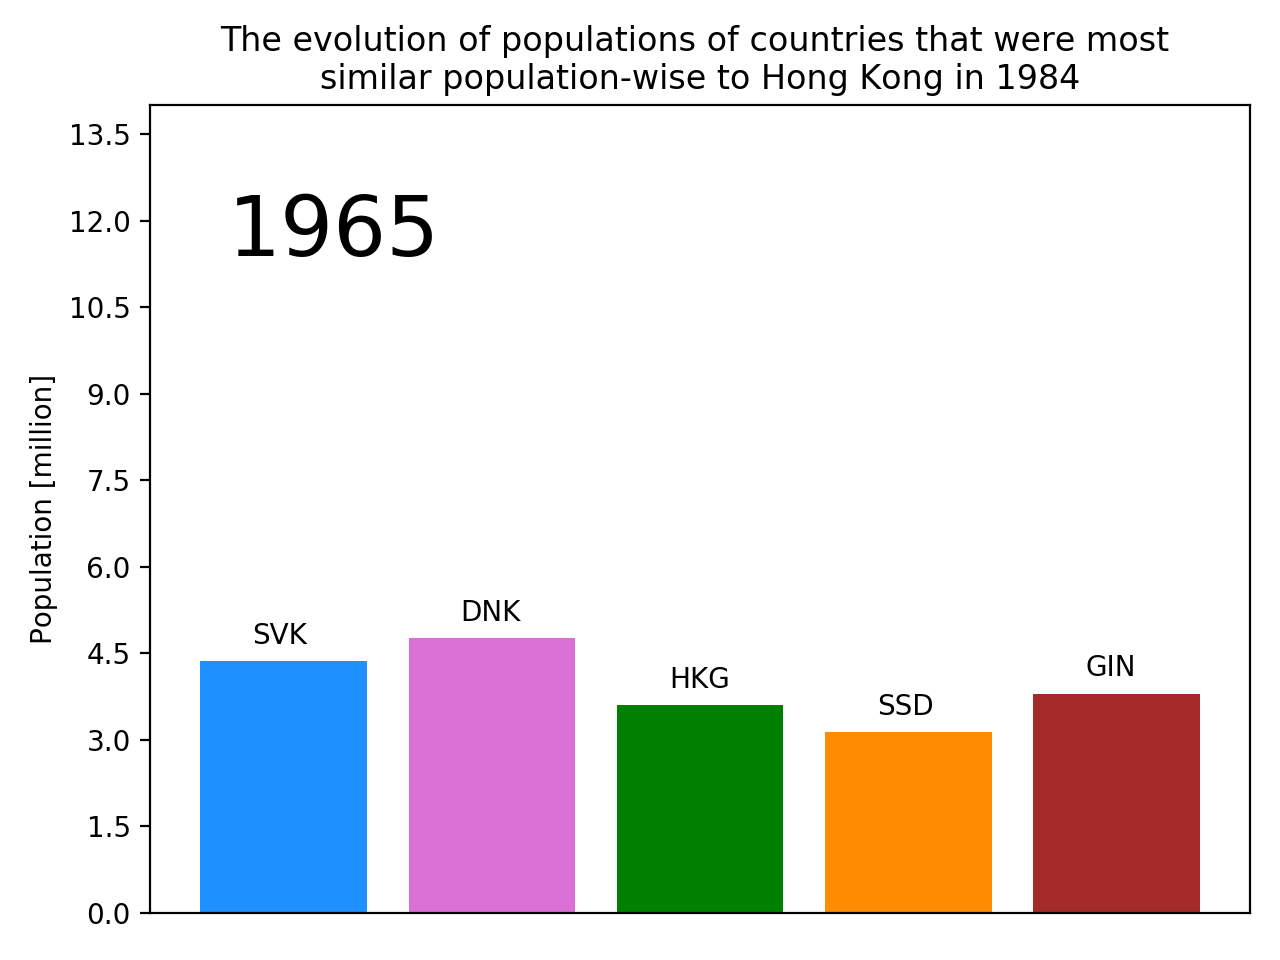 The evolution of populations of countries that were most
similar population-wise to Hong Kong in 1984
13.5
12.0
10.5
9.0
7.5
6.0
4.5
3.0
1.5
0.0
Population [million]
1965
SVK
DNK
HKG
SSD
GIN